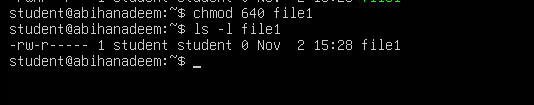 student@abihanadeem:~$ chmod 640 file1
student@abihanadeem:~$ ls -l file1
-rw-r----- 1 student student 0 Nov  2 15:28 file1
student@abihanadeem:~$ _